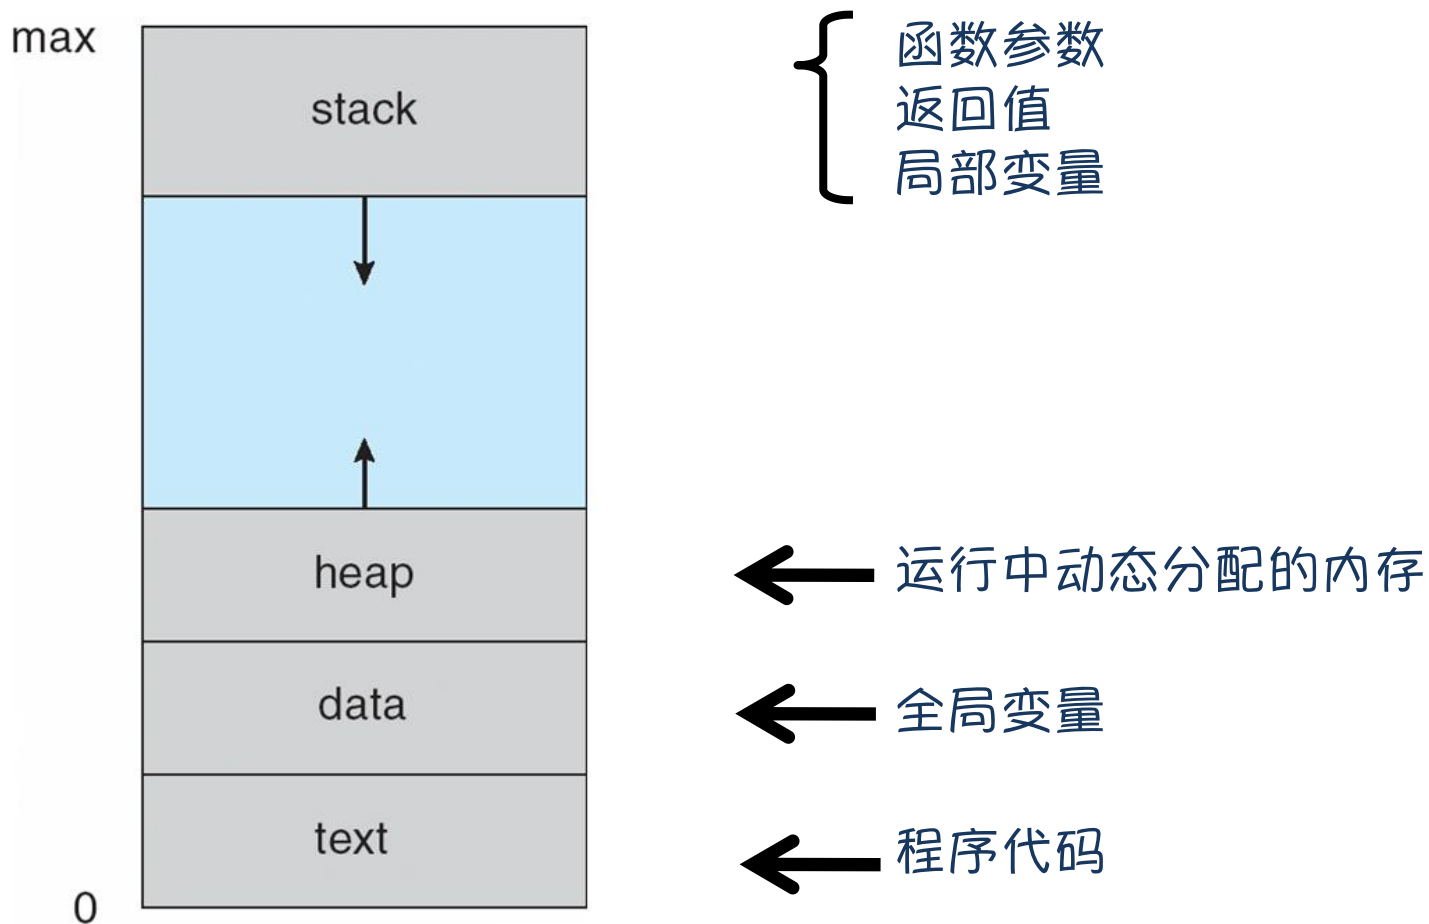 max
stack
函数参数
返回值
局部变量
heap
运行中动态分配的内存
data
全局变量
text
程序代码
0